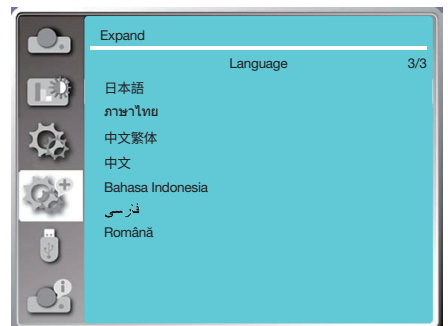 Expand
Language 3/3
日本語
ภาษาไทย
中文繁体
中文
Bahasa Indonesia
فارسی
Română